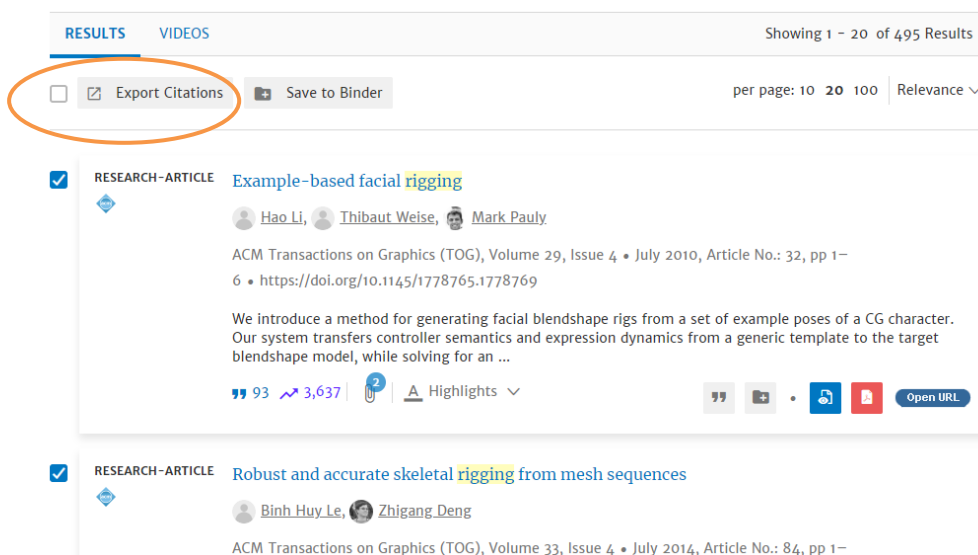 RESULTS VIDEOS Showing 1 - 20 of 495 Results
Export Citations Save to Binder per page: 10 20 100 Relevance
RESEARCH-ARTICLE Example-based facial rigging
Hao Li, Thibaut Weise, Mark Pauly
ACM Transactions on Graphics (TOG), Volume 29, Issue 4 • July 2010, Article No.: 32, pp 1–
6 • https://doi.org/10.1145/1778765.1778769
We introduce a method for generating facial blendshape rigs from a set of example poses of a CG character.
Our system transfers controller semantics and expression dynamics from a generic template to the target
blendshape model, while solving for an ...
93 3,637 2 A Highlights • Open URL
RESEARCH-ARTICLE Robust and accurate skeletal rigging from mesh sequences
Binh Huy Le, Zhigang Deng
ACM Transactions on Graphics (TOG), Volume 33, Issue 4 • July 2014, Article No.: 84, pp 1–